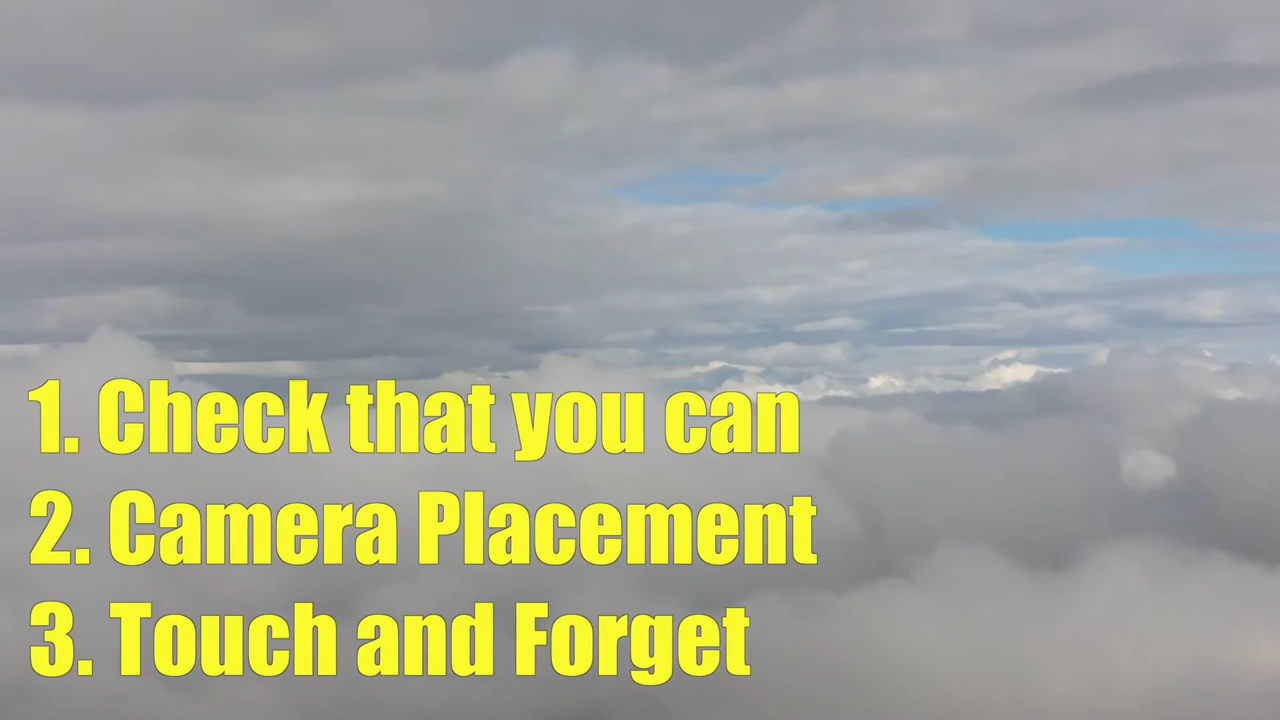 1. Check that you can
2. Camera Placement
3. Touch and Forget